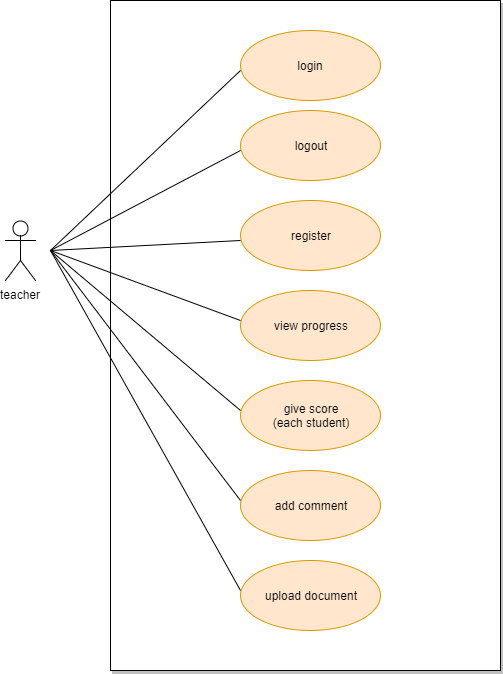 login
logout
register
teacher
view progress
give score
(each student)
add comment
upload document